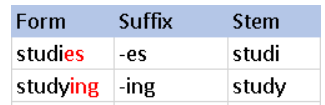 Form Suffix Stem
studies -es studi
studying -ing study